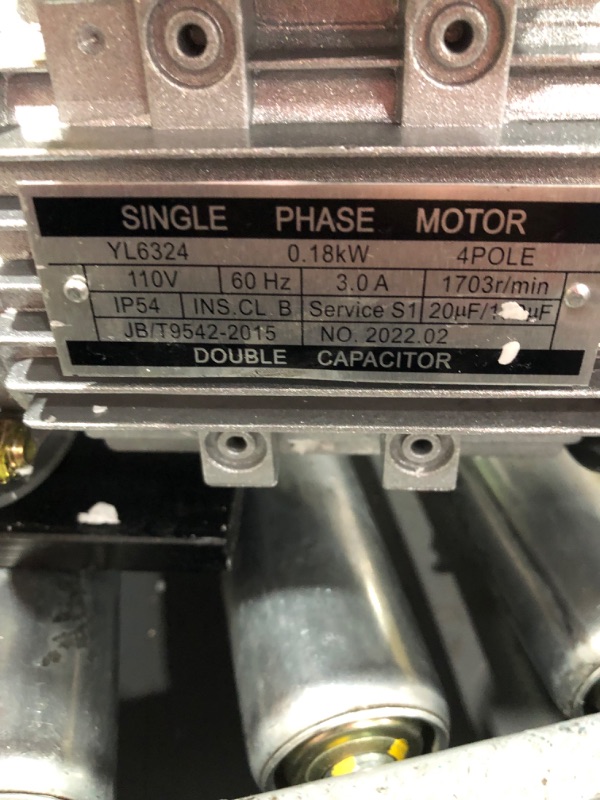 SINGLE PHASE MOTOR
YL6324 0.18kW 4POLE
110V 60 Hz 3.0 A 1703r/min
IP54 INS.CL B Service S1
JB/T9542-2015 NO. 2022.02
DOUBLE CAPACITOR